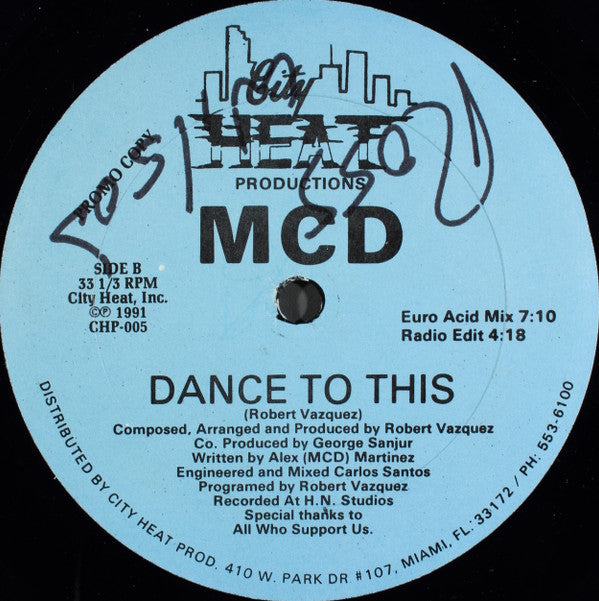 City
HEAT
PRODUCTIONS
PROMO COPY
MCD
SIDE B
33 1/3 RPM
City Heat, Inc.
©℗ 1991
CHP-005
Euro Acid Mix 7:10
Radio Edit 4:18
DANCE TO THIS
(Robert Vazquez)
Composed, Arranged and Produced by Robert Vazquez
Co. Produced by George Sanjur
Written by Alex (MCD) Martinez
Engineered and Mixed Carlos Santos
Programed by Robert Vazquez
Recorded At H.N. Studios
Special thanks to
All Who Support Us.
DISTRIBUTED BY CITY HEAT PROD. 410 W. PARK DR #107, MIAMI, FL. 33172 / PH: 553-6100